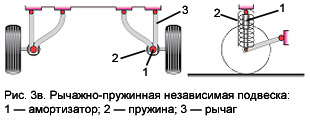 3
2
1
2
1
Рис. 3в. Рычажно-пружинная независимая подвеска:
1 — амортизатор; 2 — пружина; 3 — рычаг